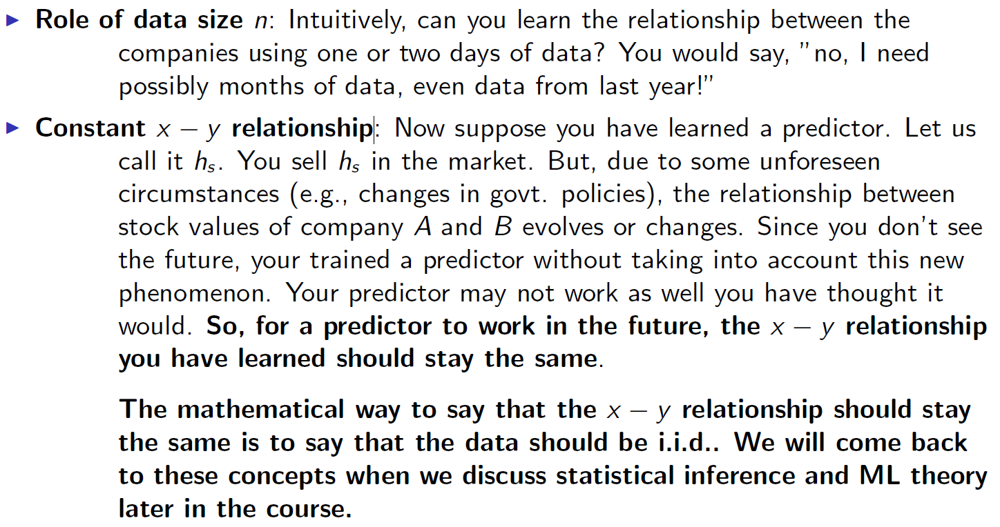 ▶ Role of data size n: Intuitively, can you learn the relationship between the
companies using one or two days of data? You would say, "no, I need
possibly months of data, even data from last year!"
▶ Constant x − y relationship: Now suppose you have learned a predictor. Let us
call it hₛ. You sell hₛ in the market. But, due to some unforeseen
circumstances (e.g., changes in govt. policies), the relationship between
stock values of company A and B evolves or changes. Since you don't see
the future, your trained a predictor without taking into account this new
phenomenon. Your predictor may not work as well you have thought it
would. So, for a predictor to work in the future, the x − y relationship
you have learned should stay the same.
The mathematical way to say that the x − y relationship should stay
the same is to say that the data should be i.i.d.. We will come back
to these concepts when we discuss statistical inference and ML theory
later in the course.